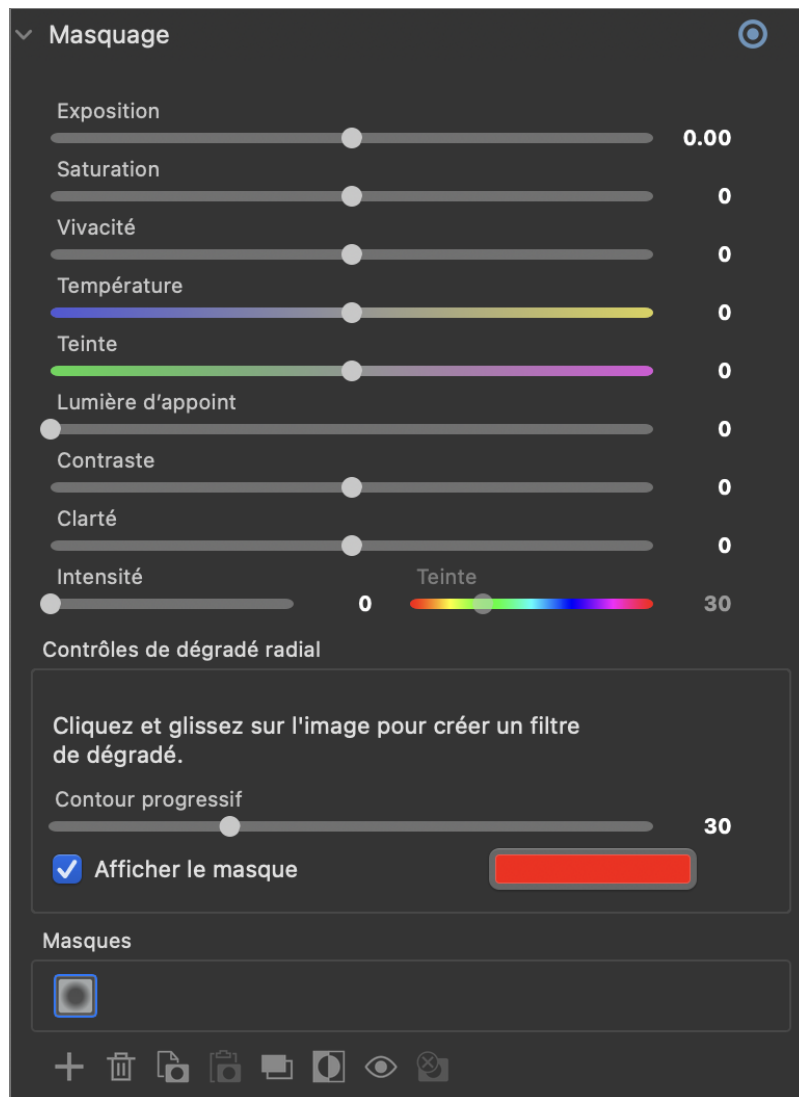 Masquage
Exposition
0.00
Saturation
0
Vivacité
0
Température
0
Teinte
0
Lumière d’appoint
0
Contraste
0
Clarté
0
Intensité
0
Teinte
30
Contrôles de dégradé radial
Cliquez et glissez sur l'image pour créer un filtre
de dégradé.
Contour progressif
30
Afficher le masque
Masques